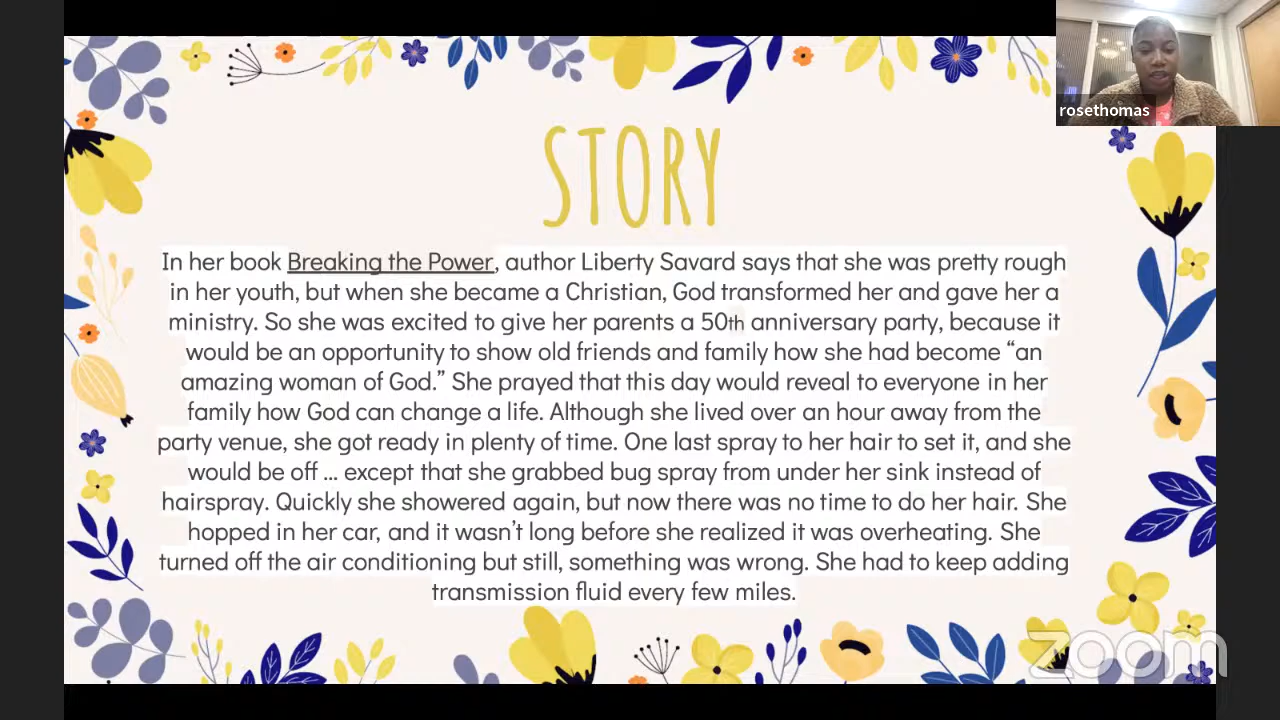 rosethomas
STORY
In her book Breaking the Power, author Liberty Savard says that she was pretty rough
in her youth, but when she became a Christian, God transformed her and gave her a
ministry. So she was excited to give her parents a 50th anniversary party, because it
would be an opportunity to show old friends and family how she had become “an
amazing woman of God.” She prayed that this day would reveal to everyone in her
family how God can change a life. Although she lived over an hour away from the
party venue, she got ready in plenty of time. One last spray to her hair to set it, and she
would be off ... except that she grabbed bug spray from under her sink instead of
hairspray. Quickly she showered again, but now there was no time to do her hair. She
hopped in her car, and it wasn’t long before she realized it was overheating. She
turned off the air conditioning but still, something was wrong. She had to keep adding
transmission fluid every few miles.
zoom